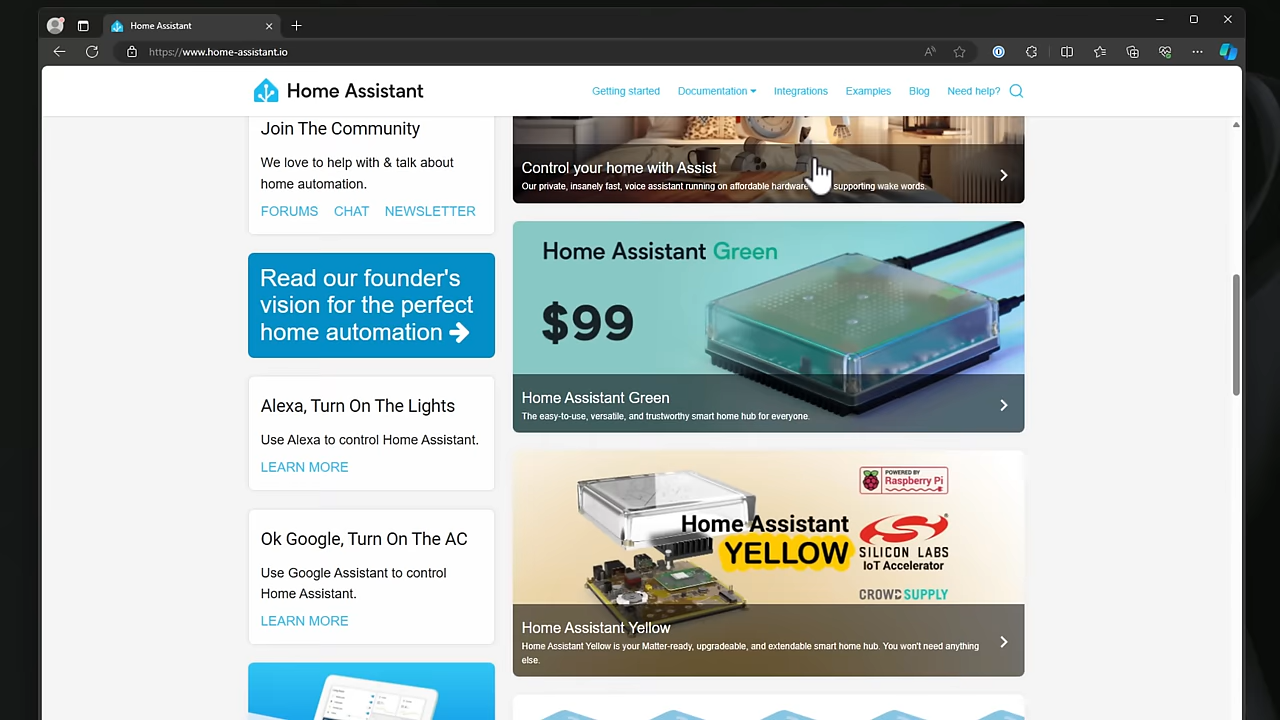 Home Assistant
https://www.home-assistant.io
Home Assistant
Getting started
Documentation
Integrations
Examples
Blog
Need help?
Join The Community
We love to help with & talk about
home automation.
FORUMS CHAT NEWSLETTER
Read our founder's
vision for the perfect
home automation
Alexa, Turn On The Lights
Use Alexa to control Home Assistant.
LEARN MORE
Ok Google, Turn On The AC
Use Google Assistant to control
Home Assistant.
LEARN MORE
Control your home with Assist
Our private, insanely fast, voice assistant running on affordable hardware supporting wake words.
Home Assistant Green
$99
Home Assistant Green
The easy-to-use, versatile, and trustworthy smart home hub for everyone.
POWERED BY
Raspberry Pi
Home Assistant
YELLOW
SILICON LABS
IoT Accelerator
CROWD SUPPLY
Home Assistant Yellow
Home Assistant Yellow is your Matter-ready, upgradeable, and extendable smart home hub. You won't need anything
else.